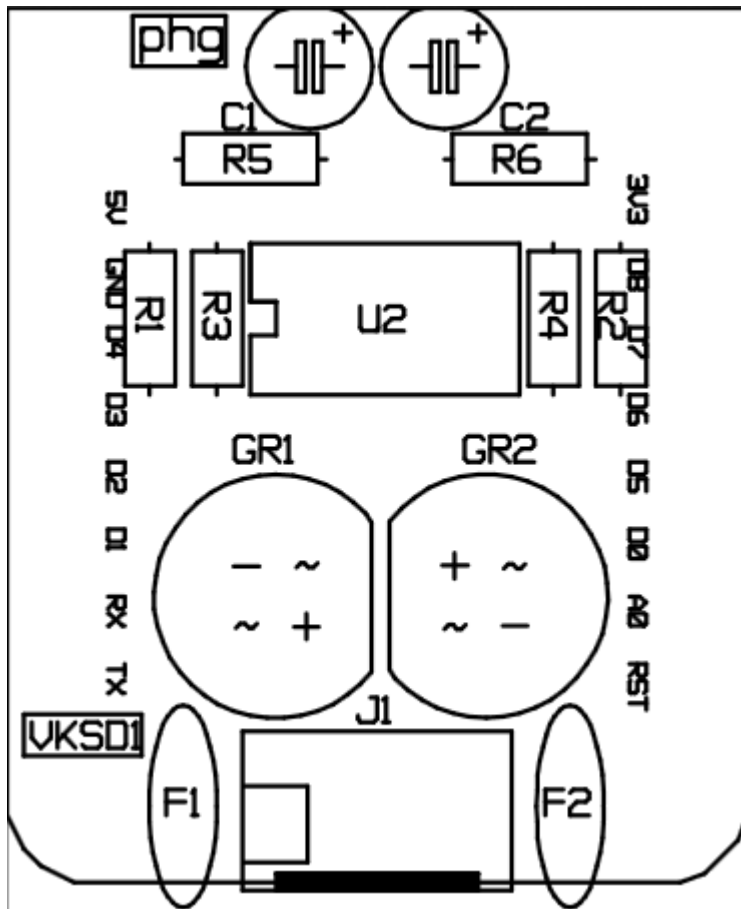 phg
C1
C2
R5
R6
5V
3V3
GND
D8
R1
R3
U2
R4
R2
D4
D7
D3
D6
GR1
GR2
D2
D5
D1
D0
- ~
+ ~
~ +
~ -
RX
A0
TX
RST
J1
VKSD1
F1
F2